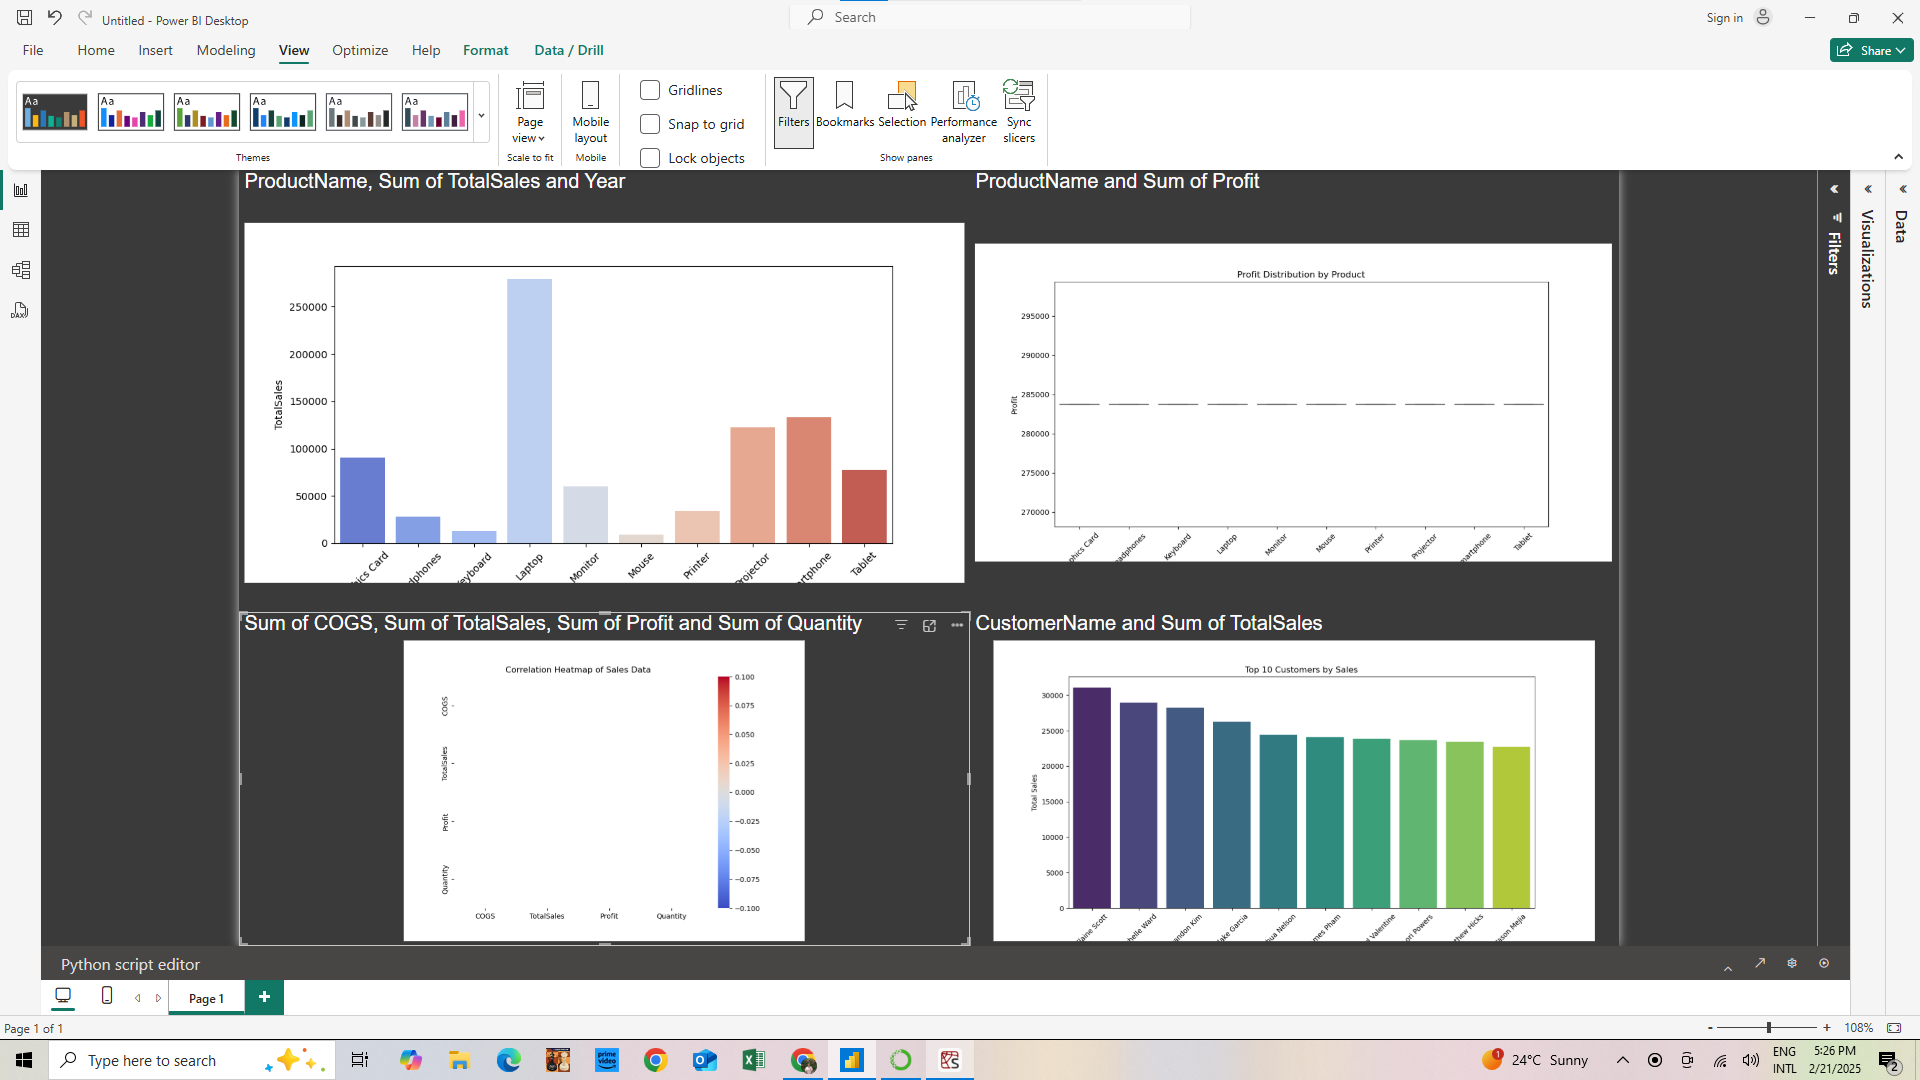 Untitled - Power BI Desktop
Search
Sign in
File Home Insert Modeling View Optimize Help Format Data / Drill
Share
Aa Aa Aa Aa Aa Aa
Page view
Mobile layout
Gridlines
Snap to grid
Lock objects
Filters
Bookmarks
Selection
Performance analyzer
Sync slicers
Themes
Scale to fit
Mobile
Show panes
ProductName, Sum of TotalSales and Year
TotalSales
250000
200000
150000
100000
50000
0
ics Card
dphones
eyboard
Laptop
Monitor
Mouse
Printer
Projector
rtphone
Tablet
ProductName and Sum of Profit
Profit Distribution by Product
Profit
295000
290000
285000
280000
275000
270000
phics Card
adphones
Keyboard
Laptop
Monitor
Mouse
Printer
Projector
martphone
Tablet
Filters
Visualizations
Data
DAX
Sum of COGS, Sum of TotalSales, Sum of Profit and Sum of Quantity
Correlation Heatmap of Sales Data
COGS
TotalSales
Profit
Quantity
COGS TotalSales Profit Quantity
0.100
0.075
0.050
0.025
0.000
−0.025
−0.050
−0.075
−0.100
CustomerName and Sum of TotalSales
Top 10 Customers by Sales
Total Sales
30000
25000
20000
15000
10000
5000
0
laine Scott
helle Ward
andon Kim
lake Garcia
hua Nelson
mes Pham
l Valentine
ori Powers
thew Hicks
ason Mejia
Python script editor
Page 1
Page 1 of 1
- + 108%
Type here to search
prime video
1
24°C Sunny
ENG
INTL
5:26 PM
2/21/2025
2